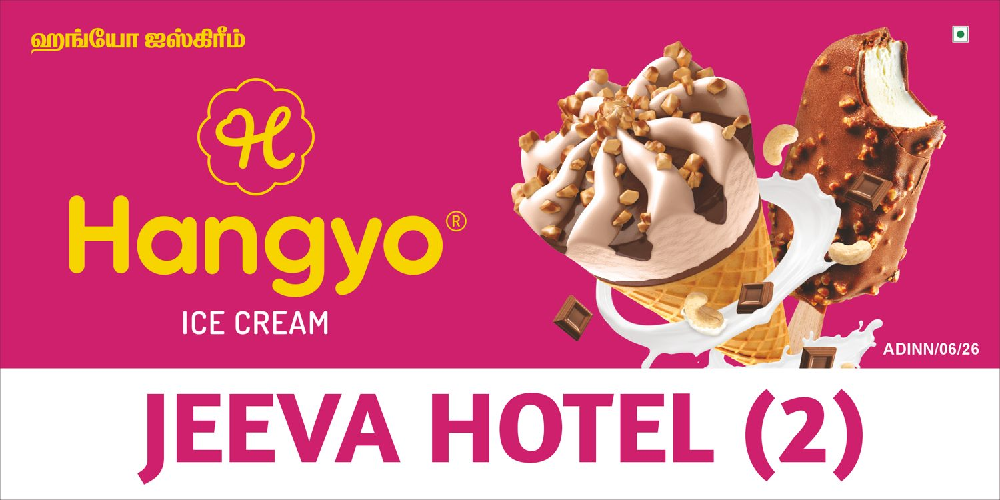 ஹங்யோ ஐஸ்கிரீம்
H
Hangyo®
ICE CREAM
ADINN/06/26
JEEVA HOTEL (2)